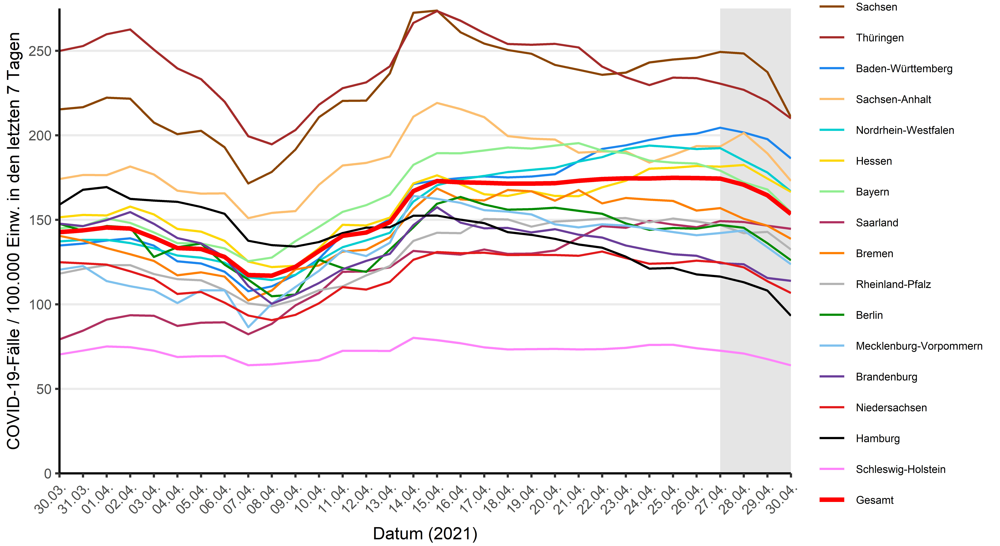 COVID-19-Fälle / 100.000 Einw. in den letzten 7 Tagen
250
200
150
100
50
0
30.03.
31.03.
01.04.
02.04.
03.04.
04.04.
05.04.
06.04.
07.04.
08.04.
09.04.
10.04.
11.04.
12.04.
13.04.
14.04.
15.04.
16.04.
17.04.
18.04.
19.04.
20.04.
21.04.
22.04.
23.04.
24.04.
25.04.
26.04.
27.04.
28.04.
29.04.
30.04.
Datum (2021)
Sachsen
Thüringen
Baden-Württemberg
Sachsen-Anhalt
Nordrhein-Westfalen
Hessen
Bayern
Saarland
Bremen
Rheinland-Pfalz
Berlin
Mecklenburg-Vorpommern
Brandenburg
Niedersachsen
Hamburg
Schleswig-Holstein
Gesamt